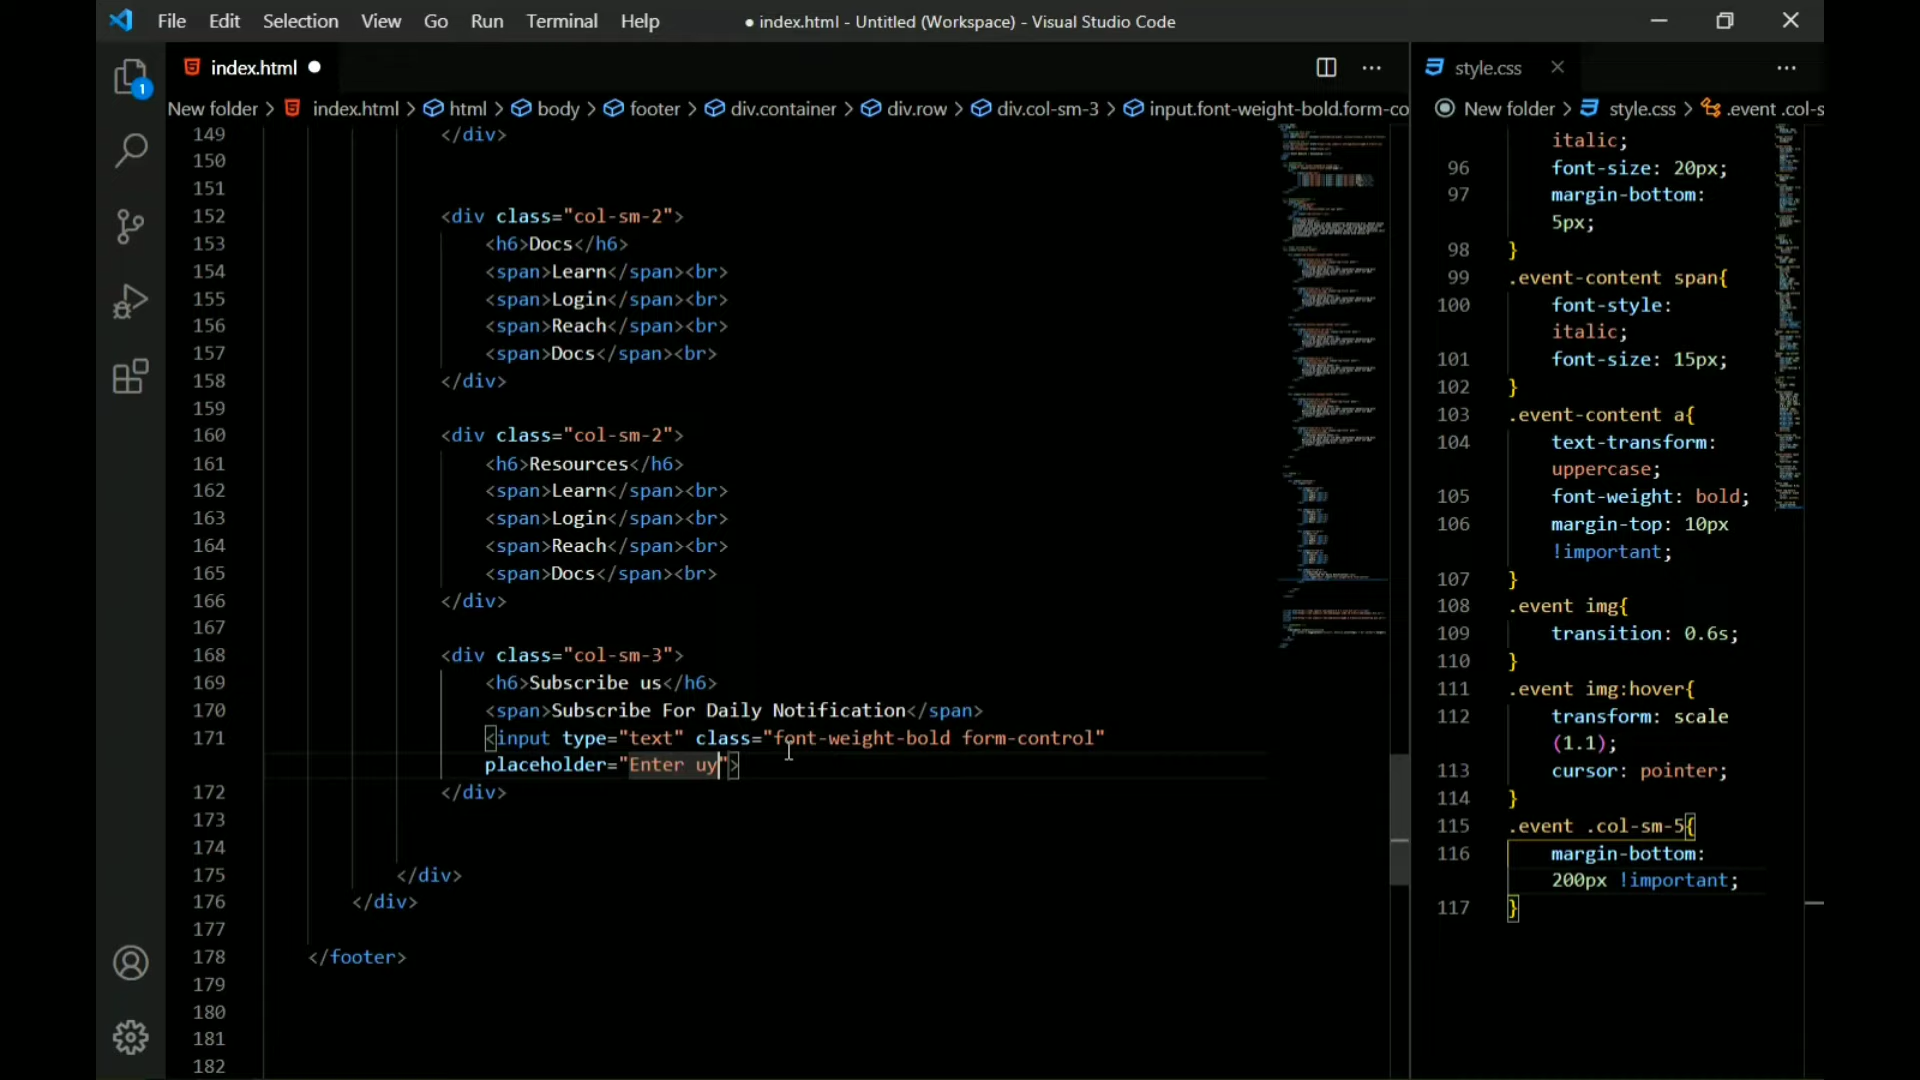 File Edit Selection View Go Run Terminal Help
● index.html - Untitled (Workspace) - Visual Studio Code
1
index.html ●
New folder > index.html > html > body > footer > div.container > div.row > div.col-sm-3 > input.font-weight-bold.form-co
149 </div>
150
151
152 <div class="col-sm-2">
153 <h6>Docs</h6>
154 <span>Learn</span><br>
155 <span>Login</span><br>
156 <span>Reach</span><br>
157 <span>Docs</span><br>
158 </div>
159
160 <div class="col-sm-2">
161 <h6>Resources</h6>
162 <span>Learn</span><br>
163 <span>Login</span><br>
164 <span>Reach</span><br>
165 <span>Docs</span><br>
166 </div>
167
168 <div class="col-sm-3">
169 <h6>Subscribe us</h6>
170 <span>Subscribe For Daily Notification</span>
171 <input type="text" class="font-weight-bold form-control"
placeholder="Enter uy">
172 </div>
173
174
175 </div>
176 </div>
177
178 </footer>
179
180
181
182
style.css
New folder > style.css > .event .col-s
italic;
96 font-size: 20px;
97 margin-bottom:
5px;
98 }
99 .event-content span{
100 font-style:
italic;
101 font-size: 15px;
102 }
103 .event-content a{
104 text-transform:
uppercase;
105 font-weight: bold;
106 margin-top: 10px
!important;
107 }
108 .event img{
109 transition: 0.6s;
110 }
111 .event img:hover{
112 transform: scale
(1.1);
113 cursor: pointer;
114 }
115 .event .col-sm-5{
116 margin-bottom:
200px !important;
117 }